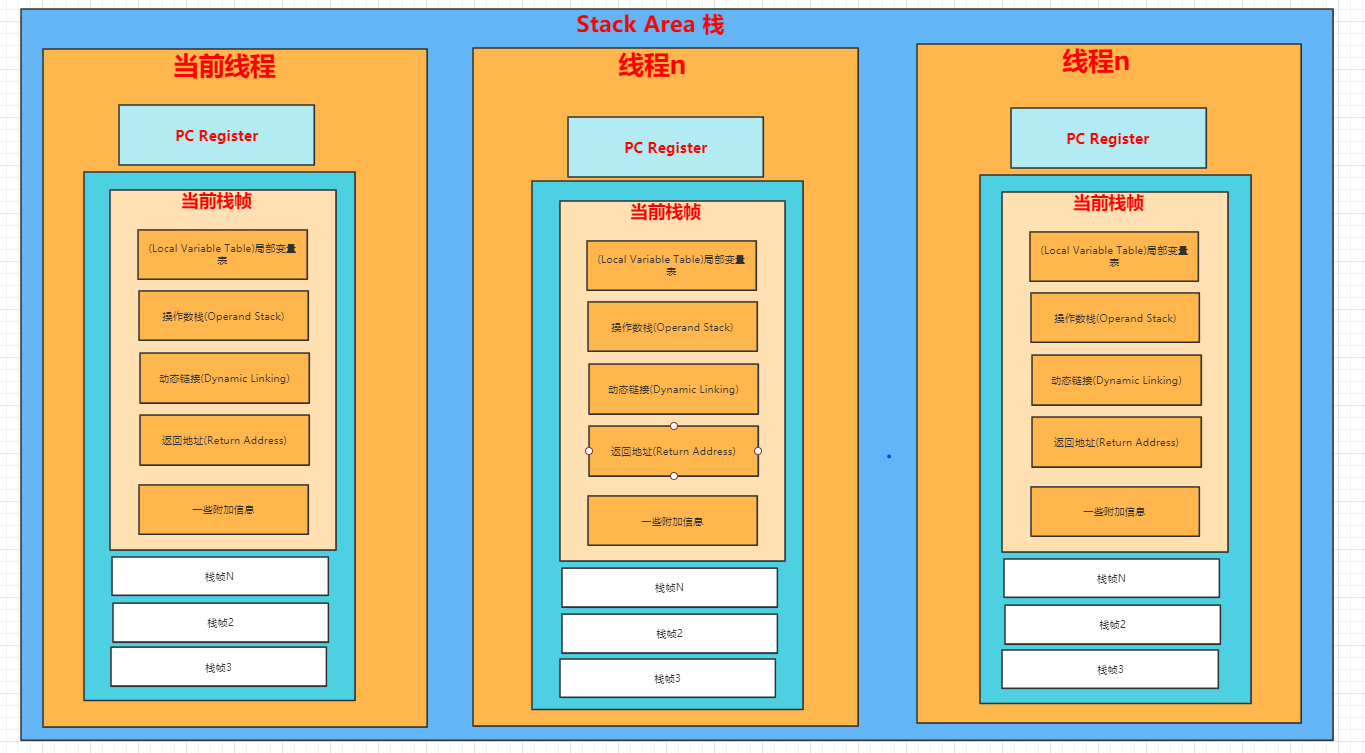 Stack Area 栈
当前线程
PC Register
当前栈帧
(Local Variable Table)局部变量
表
操作数栈(Operand Stack)
动态链接(Dynamic Linking)
返回地址(Return Address)
一些附加信息
栈帧N
栈帧2
栈帧3
线程n
PC Register
当前栈帧
(Local Variable Table)局部变量
表
操作数栈(Operand Stack)
动态链接(Dynamic Linking)
返回地址(Return Address)
一些附加信息
栈帧N
栈帧2
栈帧3
线程n
PC Register
当前栈帧
(Local Variable Table)局部变量
表
操作数栈(Operand Stack)
动态链接(Dynamic Linking)
返回地址(Return Address)
一些附加信息
栈帧N
栈帧2
栈帧3